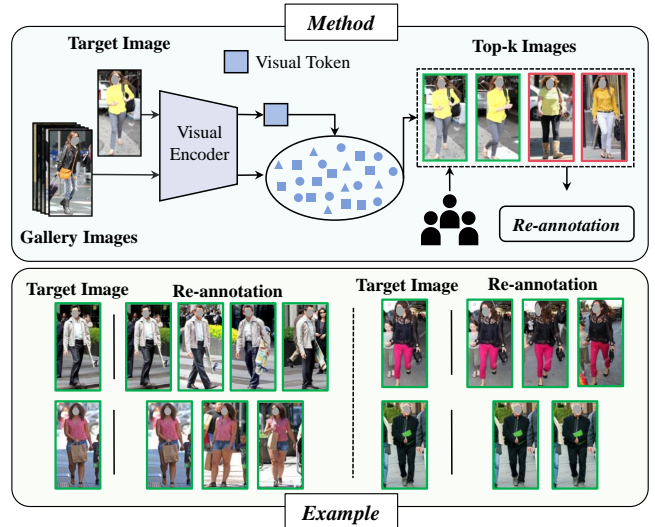 Method
Target Image
Top-k Images
Visual Token
Visual
Encoder
Gallery Images
Re-annotation
Target Image
Re-annotation
Target Image
Re-annotation
Example